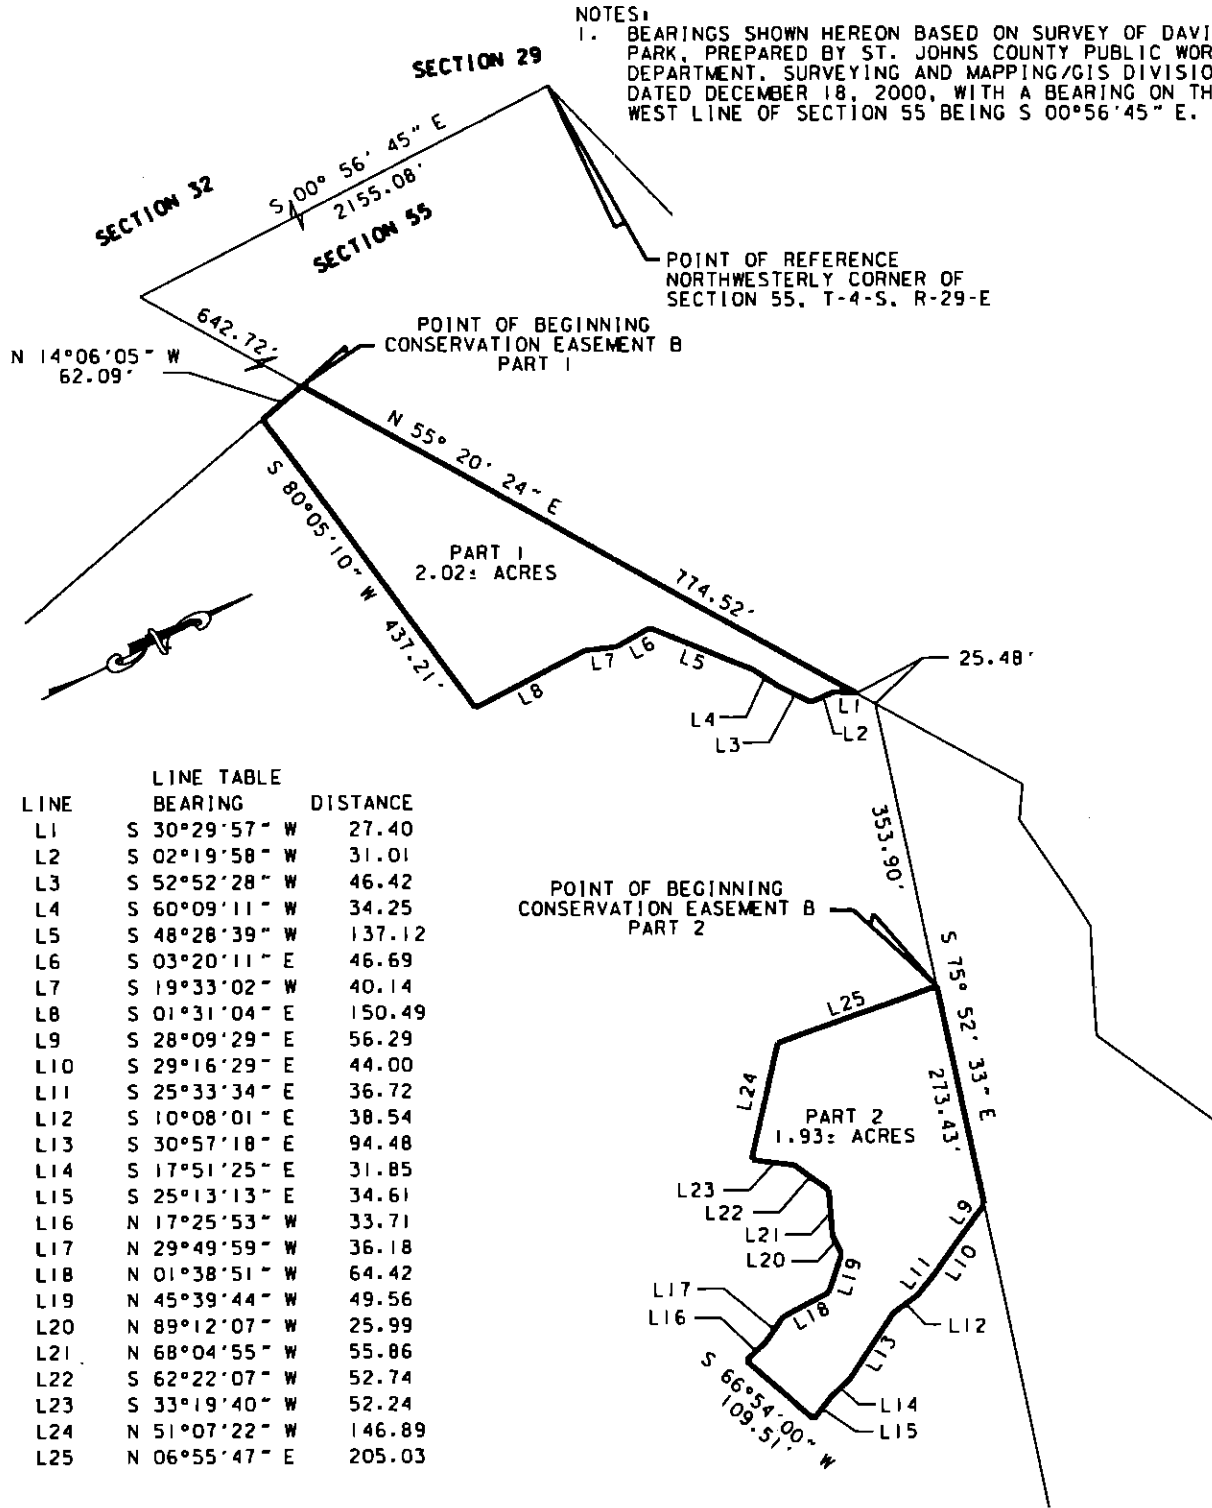 NOTES:
1. BEARINGS SHOWN HEREON BASED ON SURVEY OF DAVI
PARK, PREPARED BY ST. JOHNS COUNTY PUBLIC WOR
DEPARTMENT, SURVEYING AND MAPPING/GIS DIVISIO
DATED DECEMBER 18, 2000, WITH A BEARING ON TH
WEST LINE OF SECTION 55 BEING S 00°56'45" E.
SECTION 29
S 00° 56' 45" E
2155.08'
SECTION 32
SECTION 55
POINT OF REFERENCE
NORTHWESTERLY CORNER OF
SECTION 55, T-4-S, R-29-E
642.72'
POINT OF BEGINNING
CONSERVATION EASEMENT B
PART 1
N 14°06'05" W
62.09'
N 55° 20' 24" E
774.52'
S 80°05'10" W
437.21'
PART 1
2.02± ACRES
L8
L7
L6
L5
L4
L3
L2
L1
25.48'
353.90'
POINT OF BEGINNING
CONSERVATION EASEMENT B
PART 2
S 75° 52' 33" E
273.43'
L25
L24
PART 2
1.93± ACRES
L23
L22
L21
L20
L19
L18
L17
L16
L9
L10
L11
L12
L13
L14
L15
S 66°54'00" W
109.51'
LINE TABLE
LINE BEARING DISTANCE
L1 S 30°29'57" W 27.40
L2 S 02°19'58" W 31.01
L3 S 52°52'28" W 46.42
L4 S 60°09'11" W 34.25
L5 S 48°28'39" W 137.12
L6 S 03°20'11" E 46.69
L7 S 19°33'02" W 40.14
L8 S 01°31'04" E 150.49
L9 S 28°09'29" E 56.29
L10 S 29°16'29" E 44.00
L11 S 25°33'34" E 36.72
L12 S 10°08'01" E 38.54
L13 S 30°57'18" E 94.48
L14 S 17°51'25" E 31.85
L15 S 25°13'13" E 34.61
L16 N 17°25'53" W 33.71
L17 N 29°49'59" W 36.18
L18 N 01°38'51" W 64.42
L19 N 45°39'44" W 49.56
L20 N 89°12'07" W 25.99
L21 N 68°04'55" W 55.86
L22 S 62°22'07" W 52.74
L23 S 33°19'40" W 52.24
L24 N 51°07'22" W 146.89
L25 N 06°55'47" E 205.03